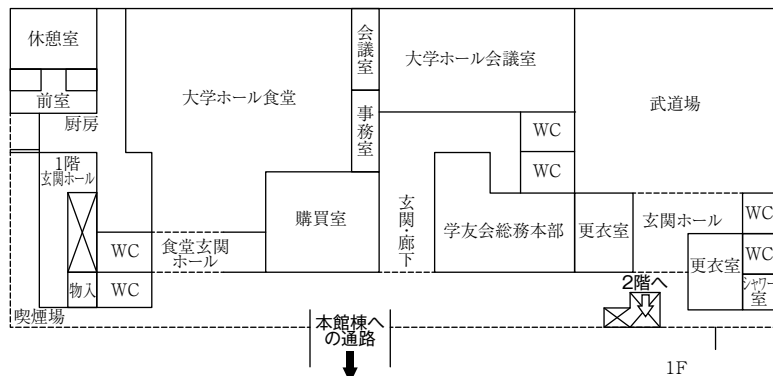 休憩室
前室
厨房
1階
玄関ホール
物入
WC
WC
喫煙場
大学ホール食堂
食堂玄関
ホール
会議室
事務室
購買室
大学ホール会議室
WC
WC
玄関・廊下
学友会総務本部
武道場
更衣室
玄関ホール
WC
WC
更衣室
シャワー
室
2階へ
本館棟へ
の通路
1F